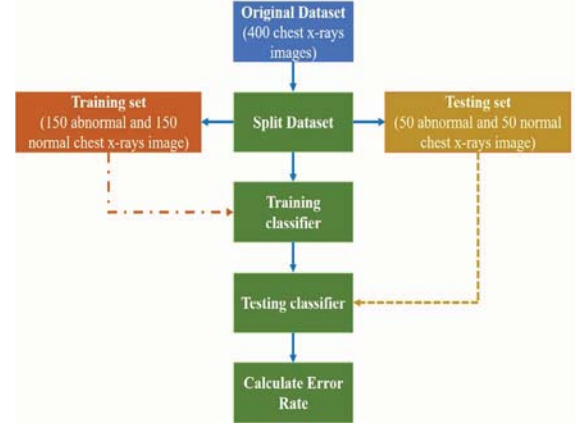 Original Dataset
(400 chest x-rays
images)
Training set
(150 abnormal and 150
normal chest x-rays image)
Split Dataset
Testing set
(50 abnormal and 50 normal
chest x-rays image)
Training
classifier
Testing classifier
Calculate Error
Rate